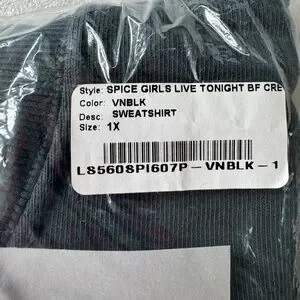 Style: SPICE GIRLS LIVE TONIGHT BF CRE
Color: VNBLK
Desc: SWEATSHIRT
Size: 1X
LS560SPI607P-VNBLK-1